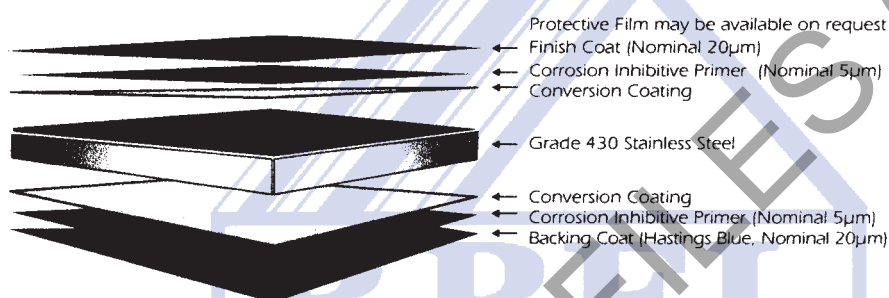 Protective Film may be available on request
Finish Coat (Nominal 20µm)
Corrosion Inhibitive Primer (Nominal 5µm)
Conversion Coating
Grade 430 Stainless Steel
Conversion Coating
Corrosion Inhibitive Primer (Nominal 5µm)
Backing Coat (Hastings Blue, Nominal 20µm)
FILES